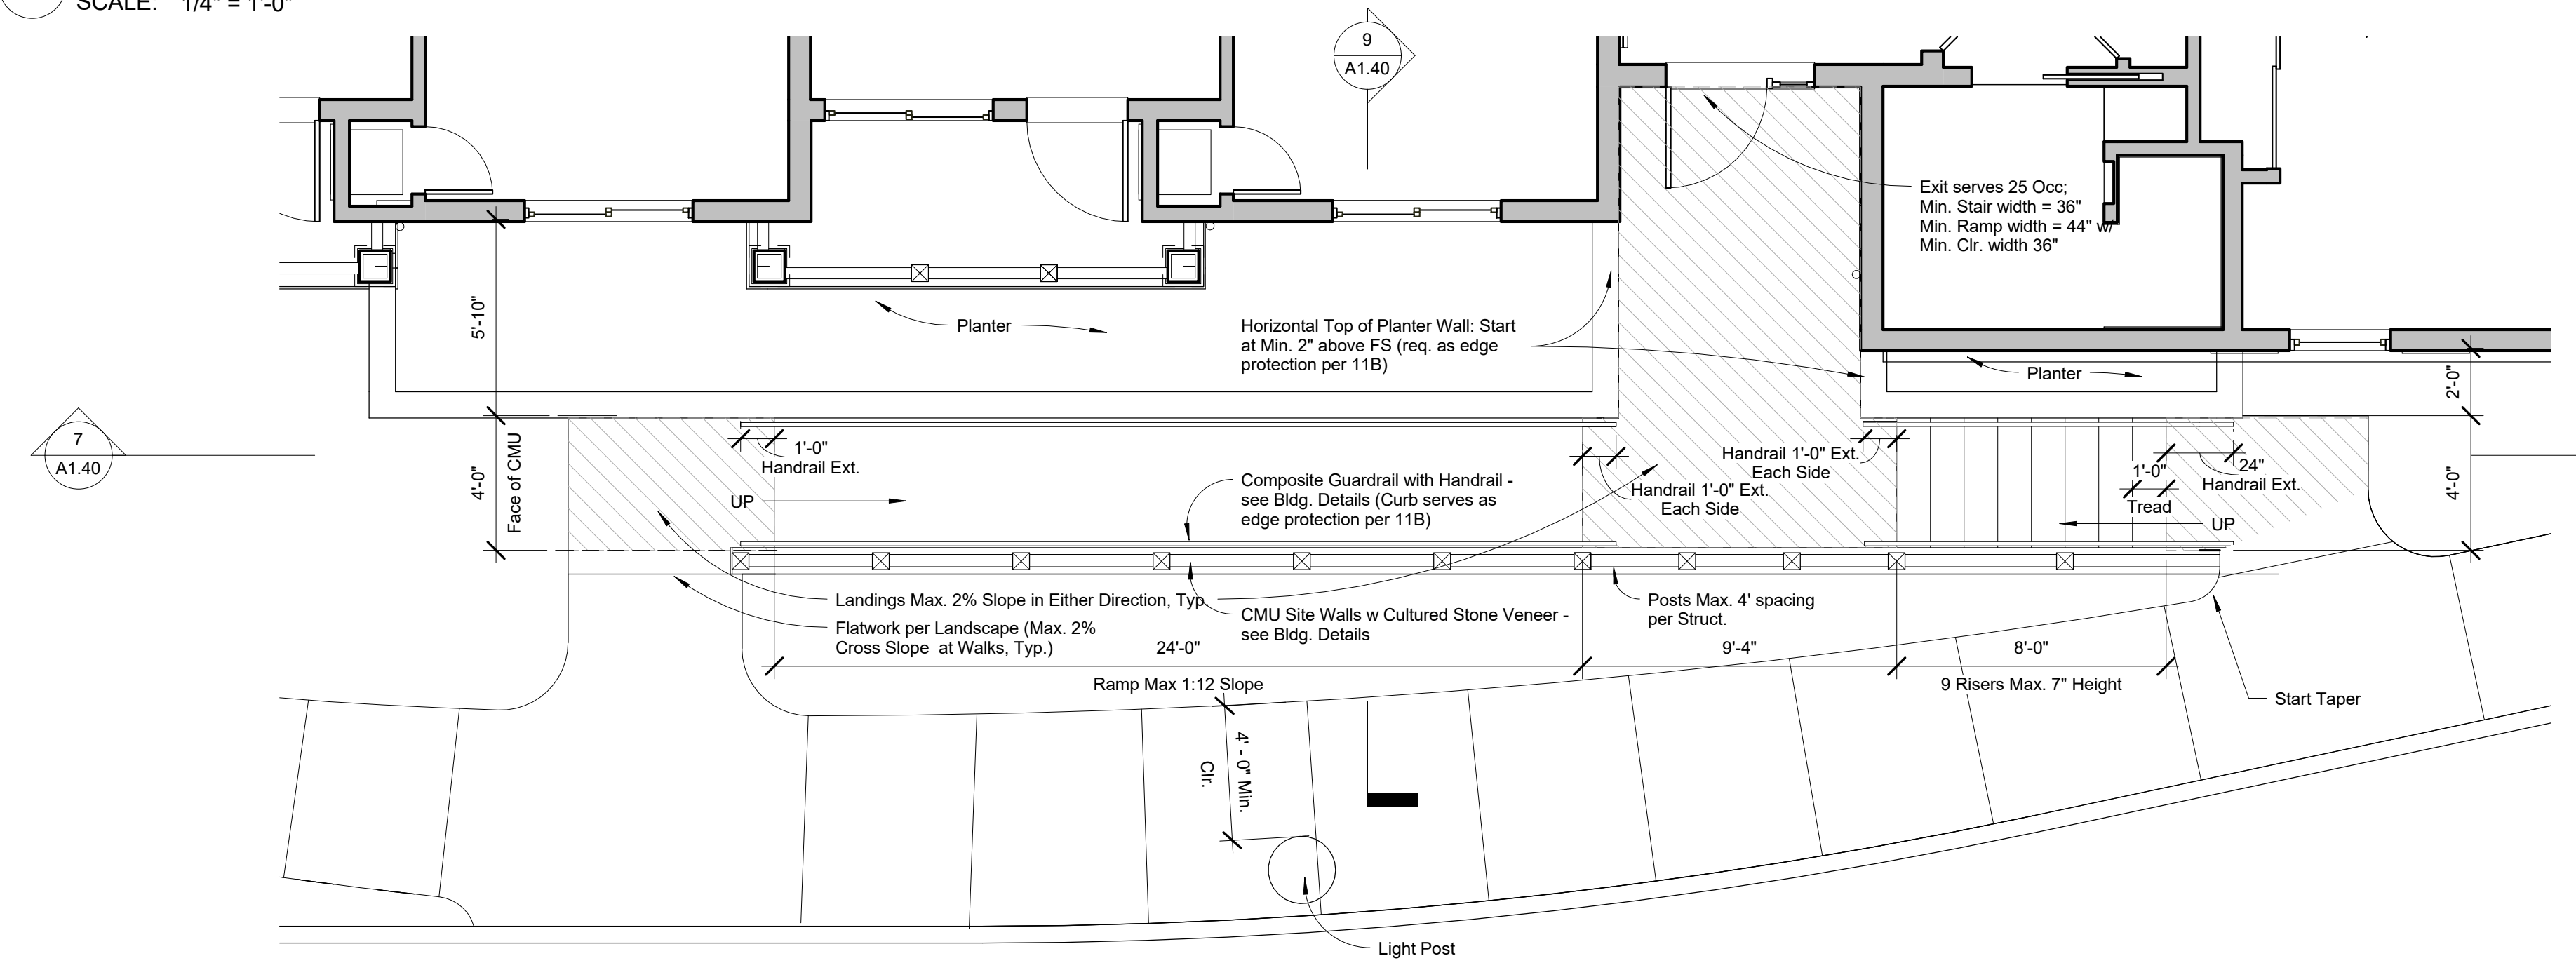 SCALE: 1/4" = 1'-0"
9
A1.40
Exit serves 25 Occ;
Min. Stair width = 36"
Min. Ramp width = 44" w/
Min. Clr. width 36"
5'-10"
Planter
Horizontal Top of Planter Wall: Start
at Min. 2" above FS (req. as edge
protection per 11B)
Planter
2'-0"
7
A1.40
4'-0"
Face of CMU
1'-0"
Handrail Ext.
UP
Composite Guardrail with Handrail -
see Bldg. Details (Curb serves as
edge protection per 11B)
Handrail 1'-0" Ext.
Each Side
Handrail 1'-0" Ext.
Each Side
1'-0"
Tread
24"
Handrail Ext.
UP
4'-0"
Landings Max. 2% Slope in Either Direction, Typ.
Flatwork per Landscape (Max. 2%
Cross Slope at Walks, Typ.)
CMU Site Walls w Cultured Stone Veneer -
see Bldg. Details
Posts Max. 4' spacing
per Struct.
24'-0"
9'-4"
8'-0"
Ramp Max 1:12 Slope
9 Risers Max. 7" Height
Start Taper
4' - 0" Min.
Clr.
Light Post